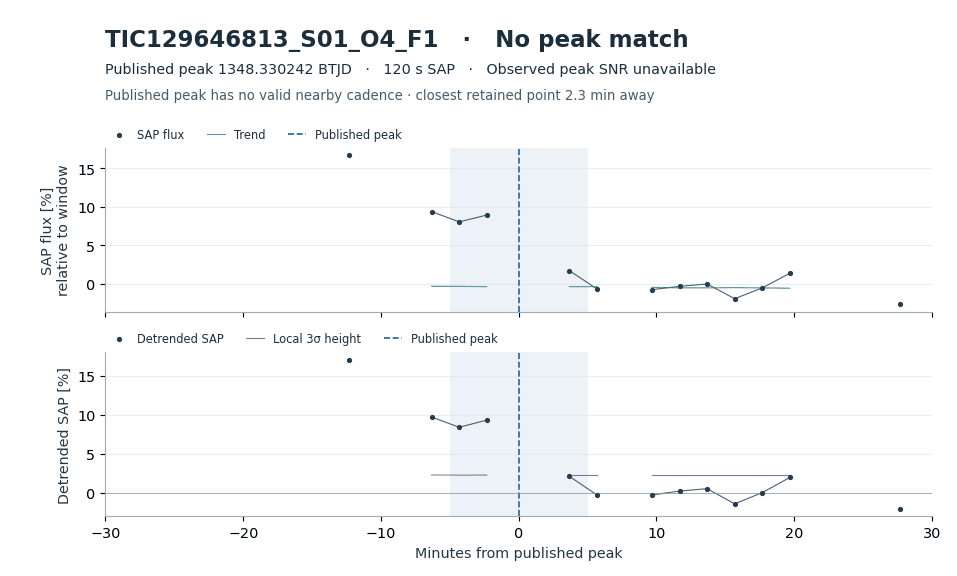 TIC129646813_S01_O4_F1 · No peak match
Published peak 1348.330242 BTJD · 120 s SAP · Observed peak SNR unavailable
Published peak has no valid nearby cadence · closest retained point 2.3 min away
SAP flux Trend Published peak
SAP flux [%]
relative to window
15
10
5
0
Detrended SAP Local 3σ height Published peak
Detrended SAP [%]
15
10
5
0
−30 −20 −10 0 10 20 30
Minutes from published peak